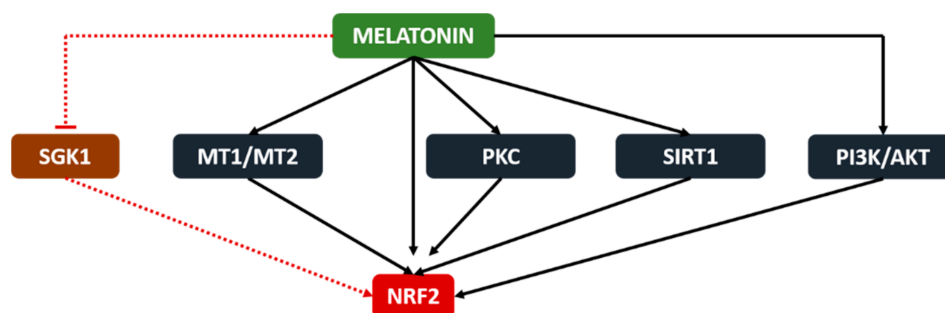 MELATONIN
SGK1
MT1/MT2
PKC
SIRT1
PI3K/AKT
NRF2